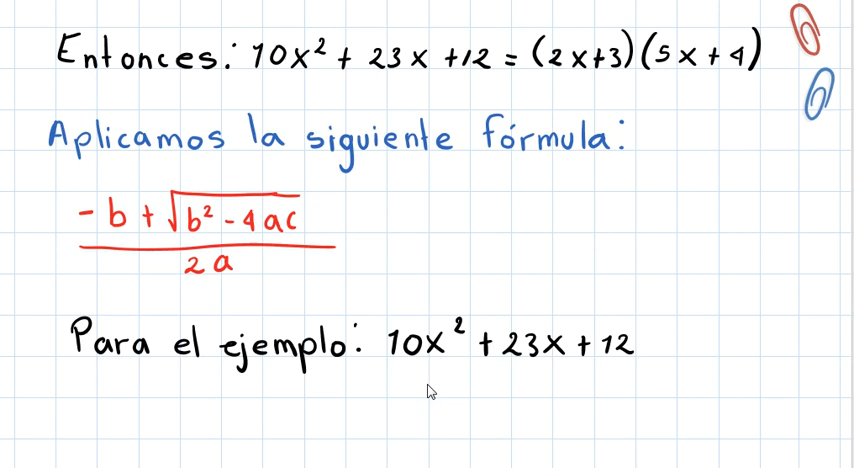 Entonces: 10x² + 23x + 12 = (2x+3)(5x+4)
Aplicamos la siguiente fórmula:
-b + √b² - 4ac
2a
Para el ejemplo: 10x² + 23x + 12